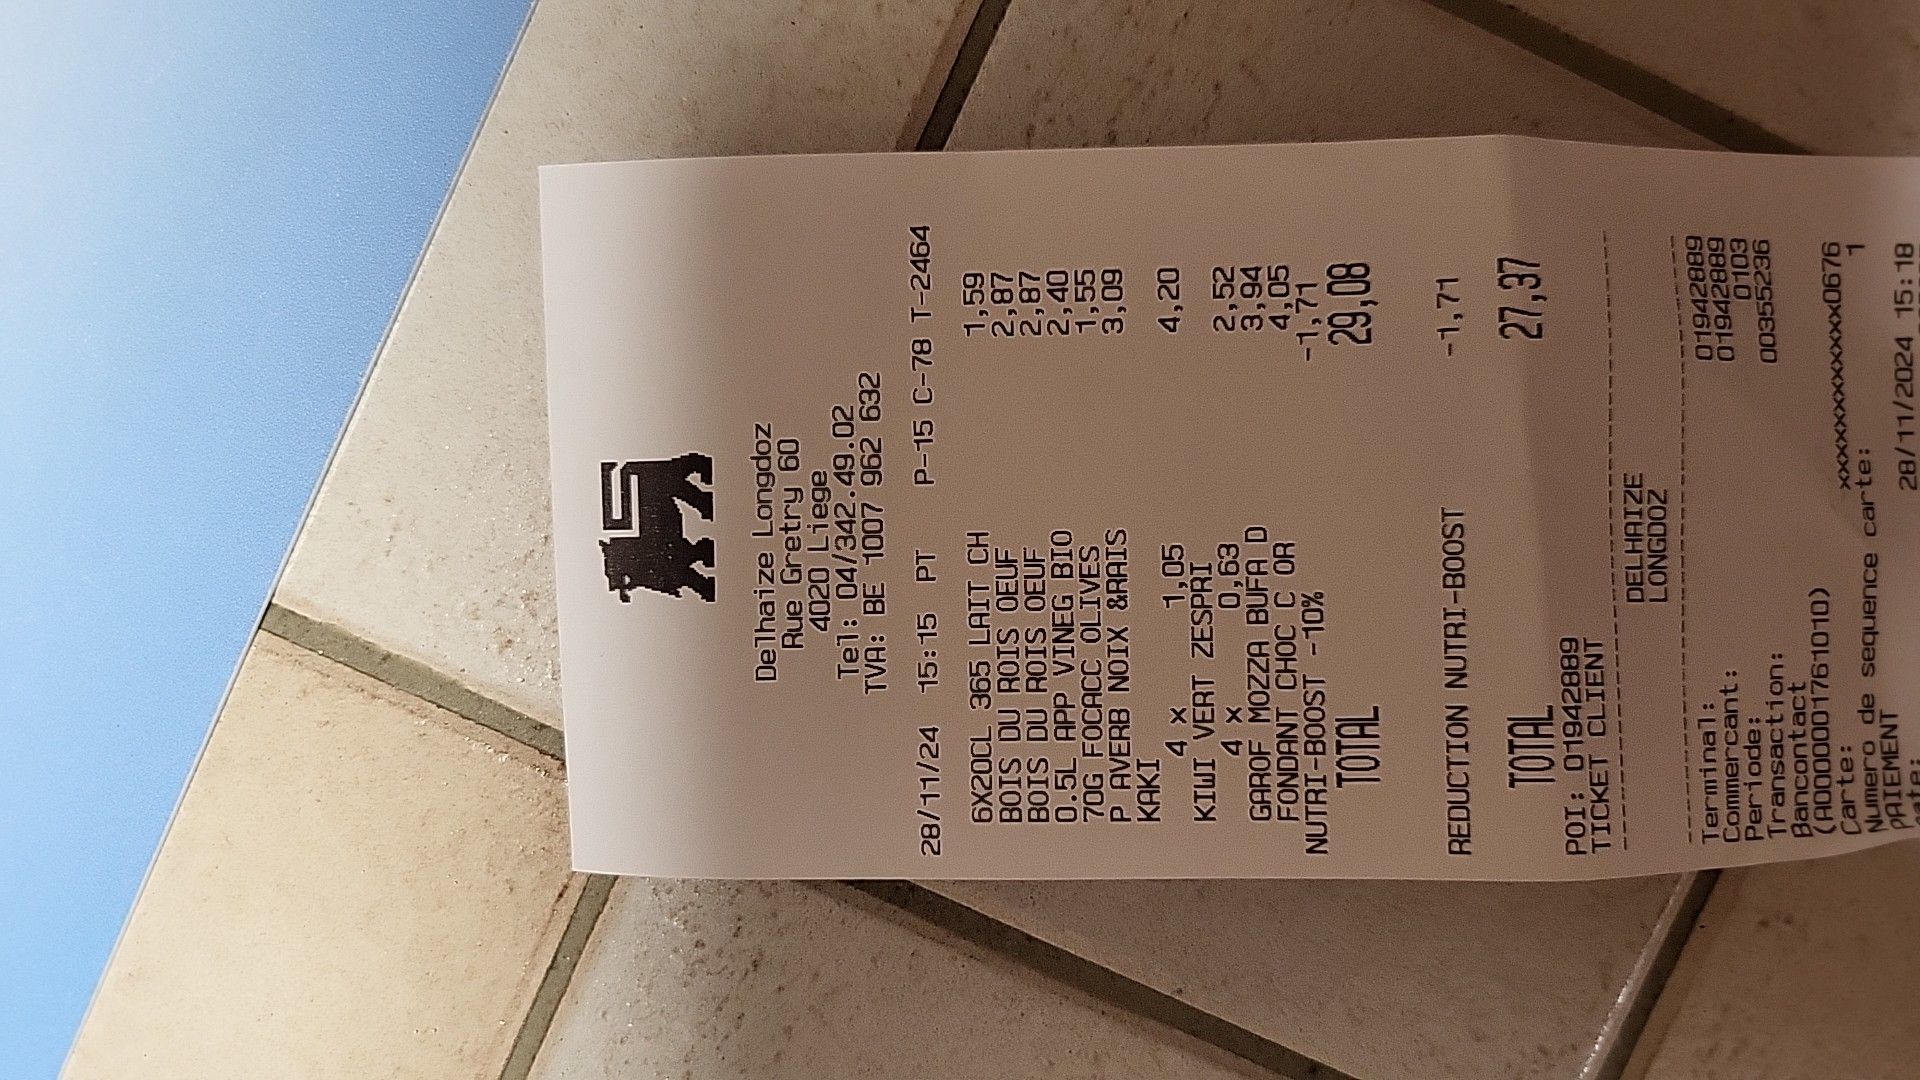 Delhaize Longdoz
Rue Gretry 60
4020 Liege
Tel: 04/342.49.02
TVA: BE 1007 962 632
28/11/24 15:15 PT P-15 C-78 T-2464
6X20CL 365 LAIT CH 1,59
BOIS DU ROIS OEUF 2,87
BOIS DU ROIS OEUF 2,87
0.5L APP VINEG BIO 2,40
70G FOCACC OLIVES 1,55
P AVERB NOIX &RAIS 3,09
KAKI
4 x 1,05 4,20
KIWI VERT ZESPRI
4 x 0,63 2,52
GAROF MOZZA BUFA D 3,94
FONDANT CHOC C OR 4,05
NUTRI-BOOST -10% -1,71
TOTAL 29,08
REDUCTION NUTRI-BOOST -1,71
TOTAL 27,37
POI: 01942889
TICKET CLIENT
DELHAIZE
LONGDOZ
Terminal: 01942889
Commercant: 01942889
Periode: 0103
Transaction: 00355236
Bancontact
(A0000001761010)
Carte: xxxxxxxxxxxxx0676
Numero de sequence carte: 1
PAIEMENT
28/11/2024 15:18